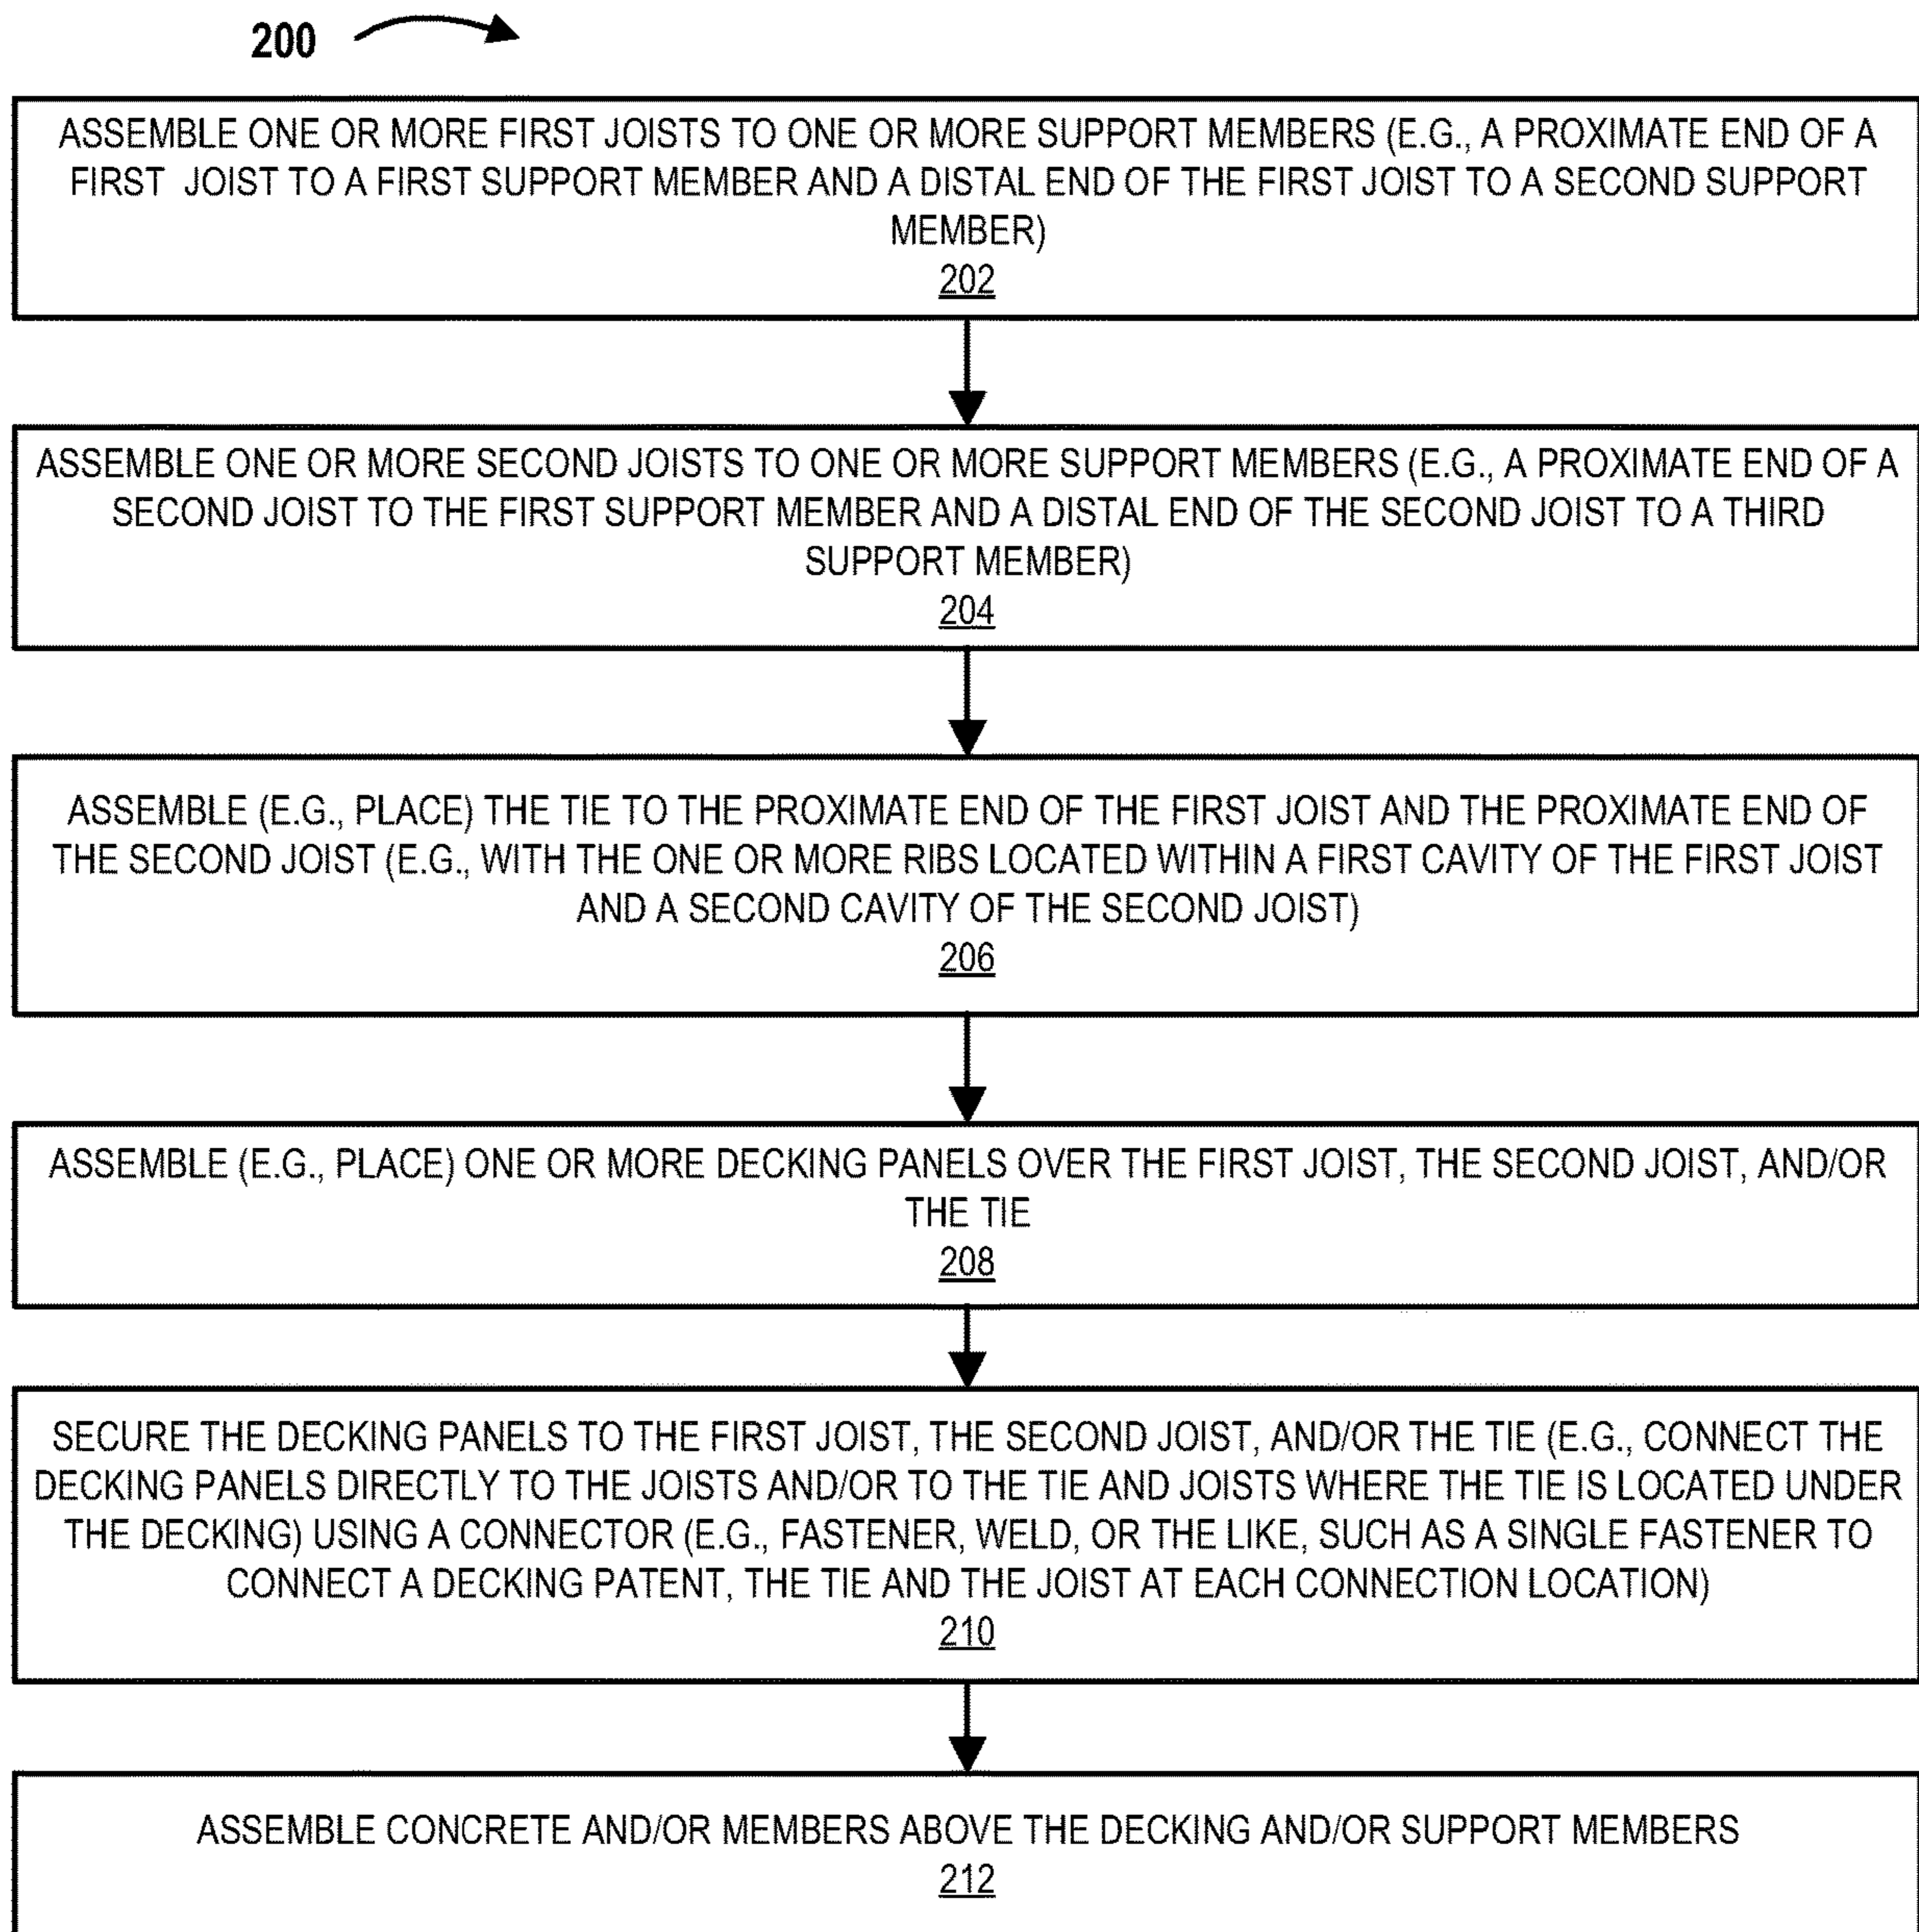 200
ASSEMBLE ONE OR MORE FIRST JOISTS TO ONE OR MORE SUPPORT MEMBERS (E.G., A PROXIMATE END OF A
FIRST JOIST TO A FIRST SUPPORT MEMBER AND A DISTAL END OF THE FIRST JOIST TO A SECOND SUPPORT
MEMBER)
202
ASSEMBLE ONE OR MORE SECOND JOISTS TO ONE OR MORE SUPPORT MEMBERS (E.G., A PROXIMATE END OF A
SECOND JOIST TO THE FIRST SUPPORT MEMBER AND A DISTAL END OF THE SECOND JOIST TO A THIRD
SUPPORT MEMBER)
204
ASSEMBLE (E.G., PLACE) THE TIE TO THE PROXIMATE END OF THE FIRST JOIST AND THE PROXIMATE END OF
THE SECOND JOIST (E.G., WITH THE ONE OR MORE RIBS LOCATED WITHIN A FIRST CAVITY OF THE FIRST JOIST
AND A SECOND CAVITY OF THE SECOND JOIST)
206
ASSEMBLE (E.G., PLACE) ONE OR MORE DECKING PANELS OVER THE FIRST JOIST, THE SECOND JOIST, AND/OR
THE TIE
208
SECURE THE DECKING PANELS TO THE FIRST JOIST, THE SECOND JOIST, AND/OR THE TIE (E.G., CONNECT THE
DECKING PANELS DIRECTLY TO THE JOISTS AND/OR TO THE TIE AND JOISTS WHERE THE TIE IS LOCATED UNDER
THE DECKING) USING A CONNECTOR (E.G., FASTENER, WELD, OR THE LIKE, SUCH AS A SINGLE FASTENER TO
CONNECT A DECKING PATENT, THE TIE AND THE JOIST AT EACH CONNECTION LOCATION)
210
ASSEMBLE CONCRETE AND/OR MEMBERS ABOVE THE DECKING AND/OR SUPPORT MEMBERS
212